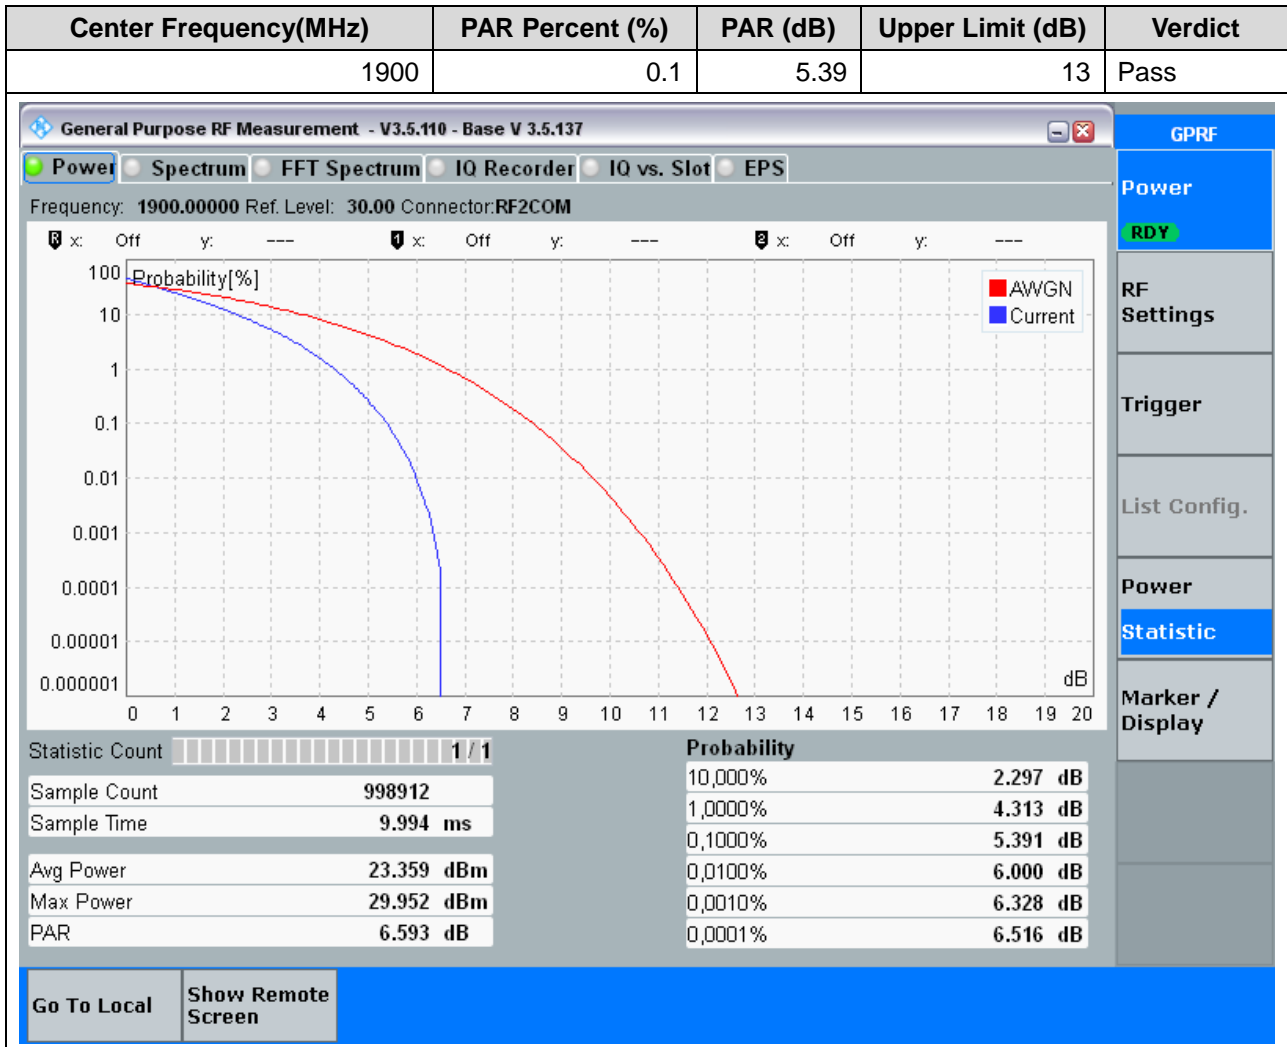 Center Frequency(MHz) PAR Percent (%) PAR (dB) Upper Limit (dB) Verdict
1900 0.1 5.39 13 Pass
General Purpose RF Measurement - V3.5.110 - Base V 3.5.137
GPRF
Power Spectrum FFT Spectrum IQ Recorder IQ vs. Slot EPS
Frequency: 1900.00000 Ref. Level: 30.00 Connector:RF2COM
R x: Off y: --- 1 x: Off y: --- 2 x: Off y: ---
Probability[%]
AWGN
Current
100
10
1
0.1
0.01
0.001
0.0001
0.00001
0.000001
dB
0 1 2 3 4 5 6 7 8 9 10 11 12 13 14 15 16 17 18 19 20
Statistic Count 1 / 1
Sample Count 998912
Sample Time 9.994 ms
Avg Power 23.359 dBm
Max Power 29.952 dBm
PAR 6.593 dB
Probability
10,000% 2.297 dB
1,0000% 4.313 dB
0,1000% 5.391 dB
0,0100% 6.000 dB
0,0010% 6.328 dB
0,0001% 6.516 dB
Power
RDY
RF
Settings
Trigger
List Config.
Power
Statistic
Marker /
Display
Go To Local
Show Remote
Screen